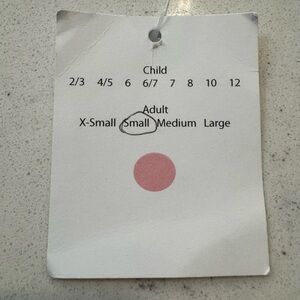 Child
2/3 4/5 6 6/7 7 8 10 12
Adult
X-Small Small Medium Large